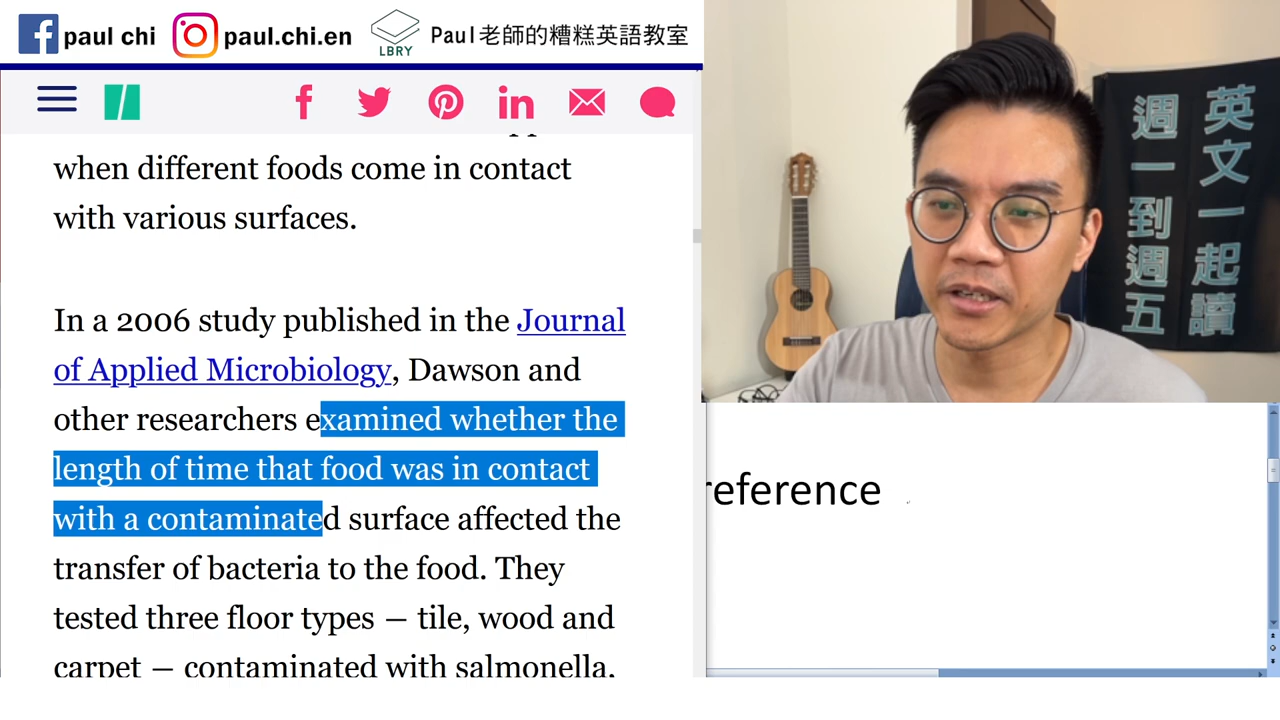 paul chi
paul.chi.en
LBRY
Paul老師的糟糕英語教室
when different foods come in contact
with various surfaces.
In a 2006 study published in the Journal
of Applied Microbiology, Dawson and
other researchers examined whether the
length of time that food was in contact
with a contaminated surface affected the
transfer of bacteria to the food. They
tested three floor types — tile, wood and
carpet — contaminated with salmonella,
英文一起讀
週一到週五
reference